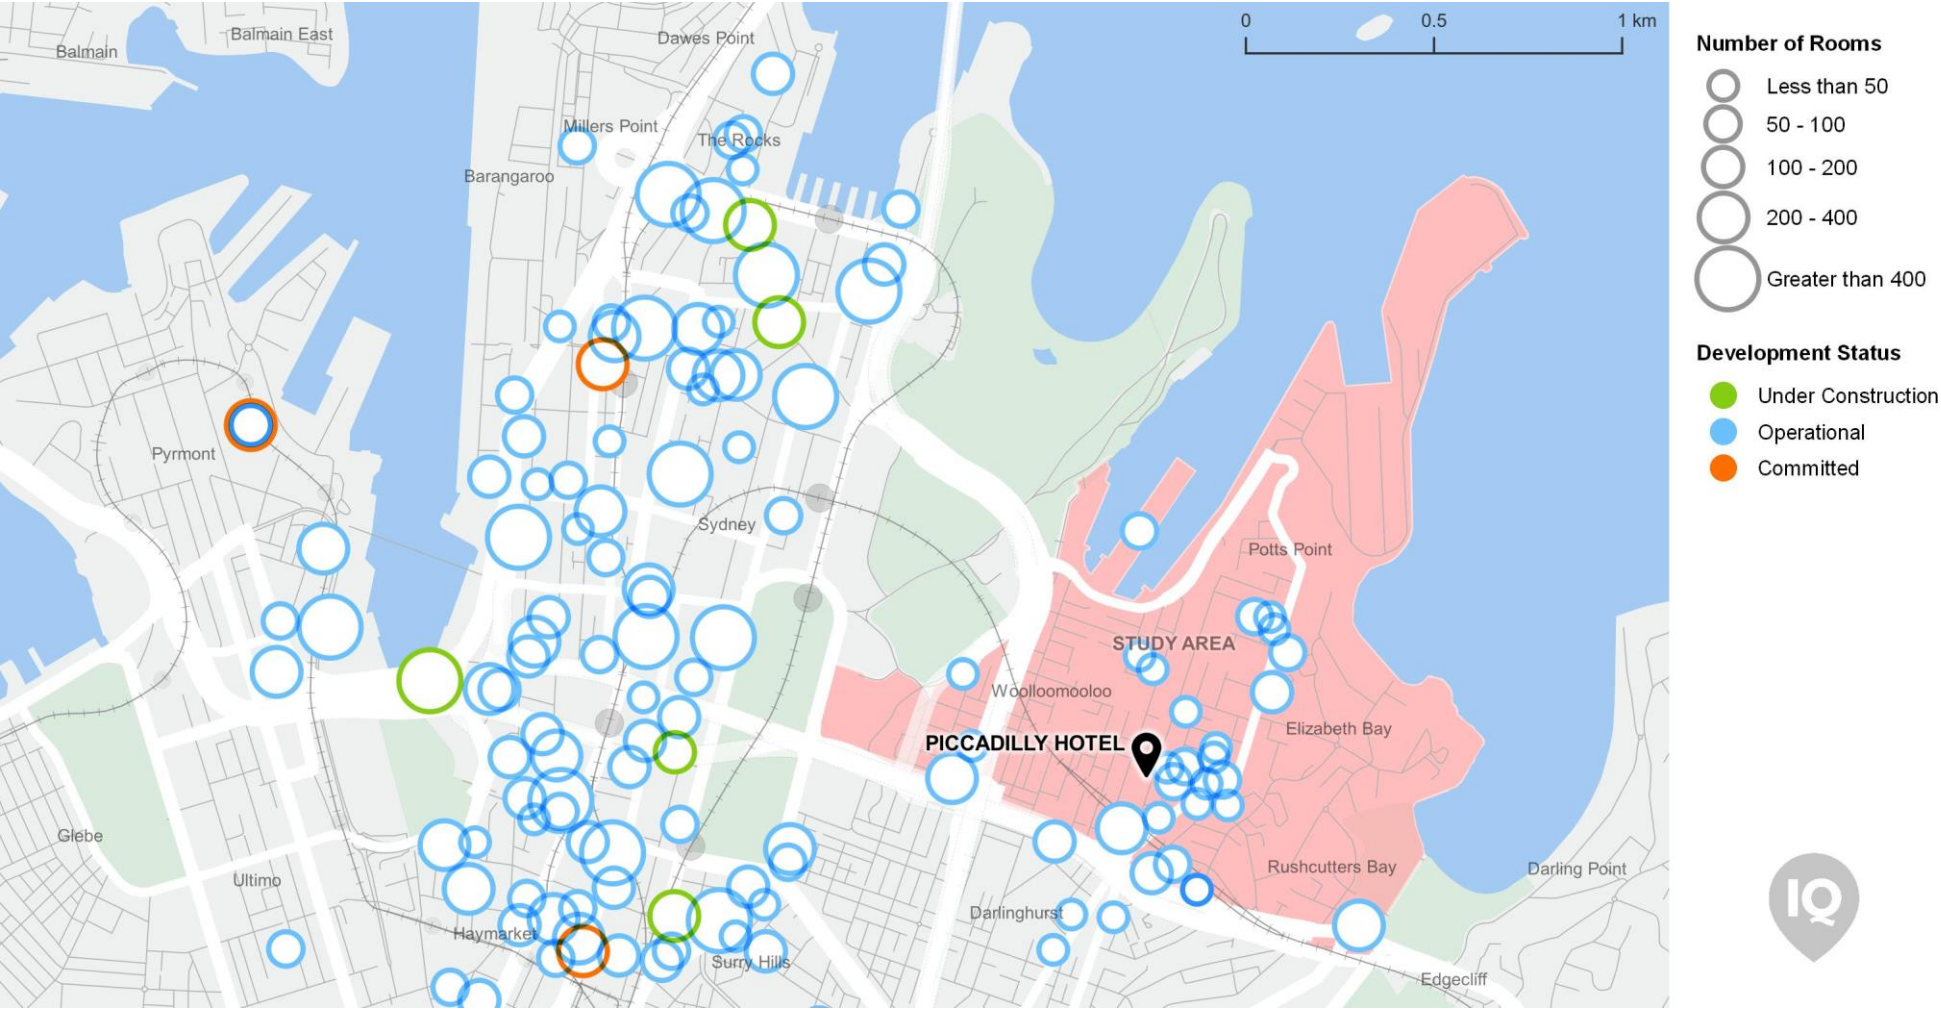 Balmain
Balmain East
Dawes Point
0 0.5 1 km
Millers Point
The Rocks
Barangaroo
Pyrmont
Sydney
Potts Point
STUDY AREA
Woolloomooloo
Elizabeth Bay
PICCADILLY HOTEL
Glebe
Ultimo
Rushcutters Bay
Darling Point
Darlinghurst
Haymarket
Surry Hills
Edgecliff
Number of Rooms
Less than 50
50 - 100
100 - 200
200 - 400
Greater than 400
Development Status
Under Construction
Operational
Committed
IQ